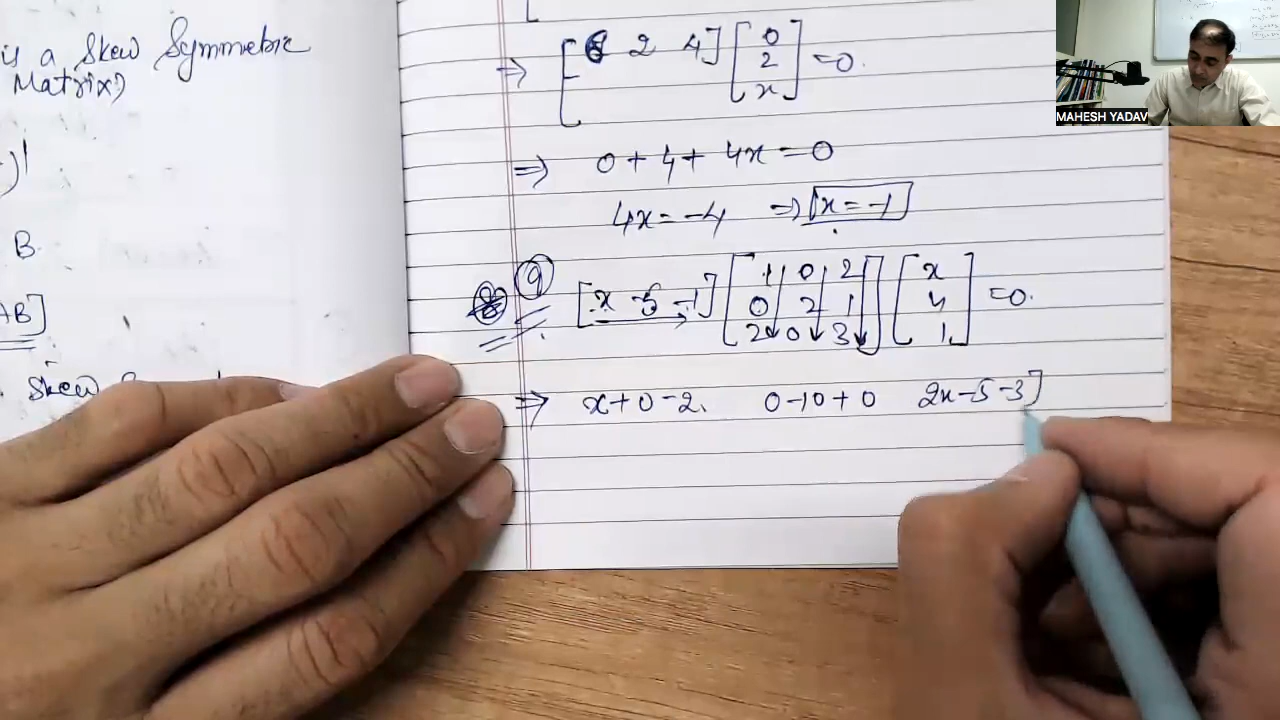 is a Skew Symmetric
Matrix)
B
AB]
Skew
⇒ [6 2 4] [0 2 x] = 0.
⇒ 0 + 4 + 4x = 0
4x = -4 ⇒ x = -1
9 [x -5 -1] [1 0 2 0 2 1 2 0 3] [x 4 1] = 0.
⇒ x+0-2. 0-10+0 2x-5-3]
MAHESH YADAV